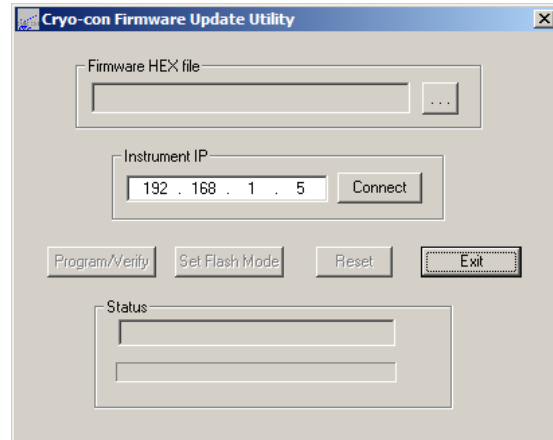 Cryo-con Firmware Update Utility
Firmware HEX file
...
Instrument IP
192 . 168 . 1 . 5 Connect
Program/Verify Set Flash Mode Reset Exit
Status